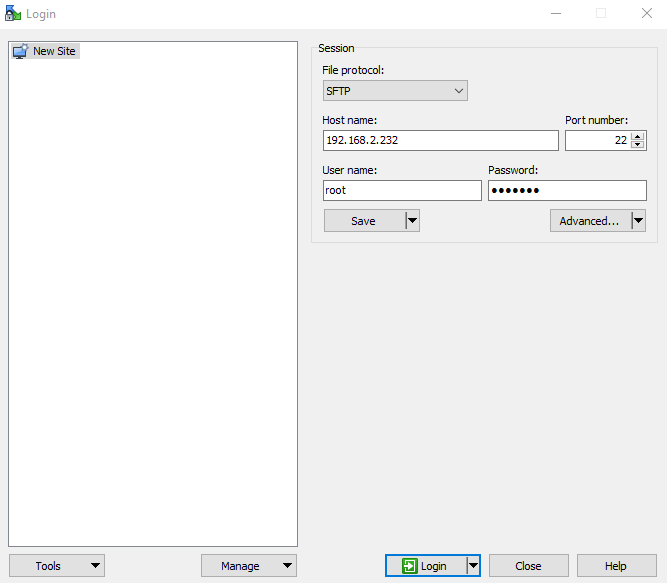 Login
New Site
Session
File protocol:
SFTP
Host name:
Port number:
192.168.2.232
22
User name:
Password:
root
●●●●●●●
Save
Advanced...
Tools
Manage
Login
Close
Help